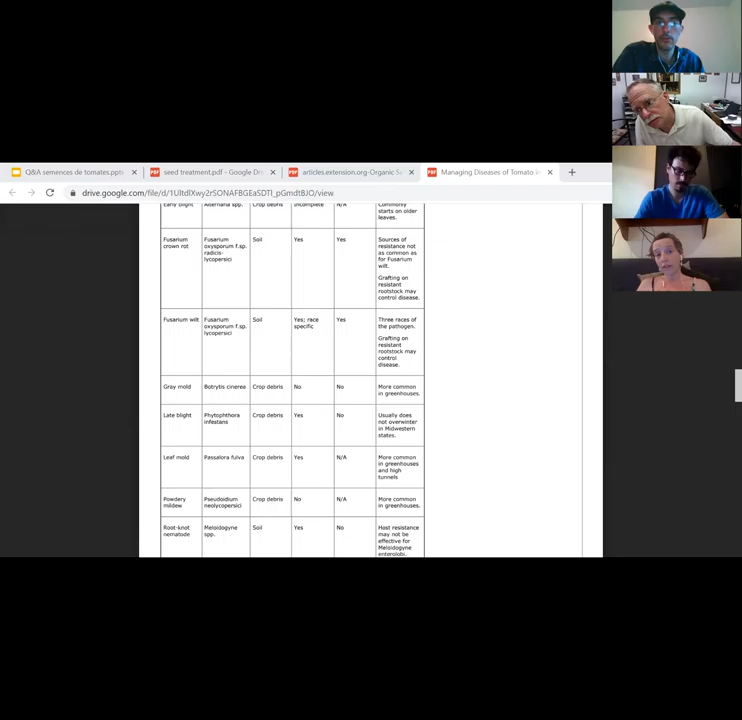 Q&A semences de tomates.pptx
seed treatment.pdf - Google Dri
articles.extension.org-Organic Se
Managing Diseases of Tomato in
drive.google.com/file/d/1UltdlXwy2rSONAFBGEaSDTl_pGmdtBJO/view
Early blight Alternaria spp. Crop debris Incomplete N/A Commonly
starts on older
leaves.
Fusarium Fusarium Soil Yes Yes Sources of
crown rot oxysporum f.sp. resistance not
radicis- as common as
lycopersici for Fusarium
wilt.
Grafting on
resistant
rootstock may
control disease.
Fusarium wilt Fusarium Soil Yes; race Yes Three races of
oxysporum f.sp. specific the pathogen.
lycopersici
Grafting on
resistant
rootstock may
control
disease.
Gray mold Botrytis cinerea Crop debris No No More common
in greenhouses.
Late blight Phytophthora Crop debris Yes No Usually does
infestans not overwinter
in Midwestern
states.
Leaf mold Passalora fulva Crop debris Yes N/A More common
in greenhouses
and high
tunnels
Powdery Pseudoidium Crop debris No N/A More common
mildew neolycopersici in greenhouses.
Root-knot Meloidogyne Soil Yes No Host resistance
nematode spp. may not be
effective for
Meloidogyne
enterolobi.